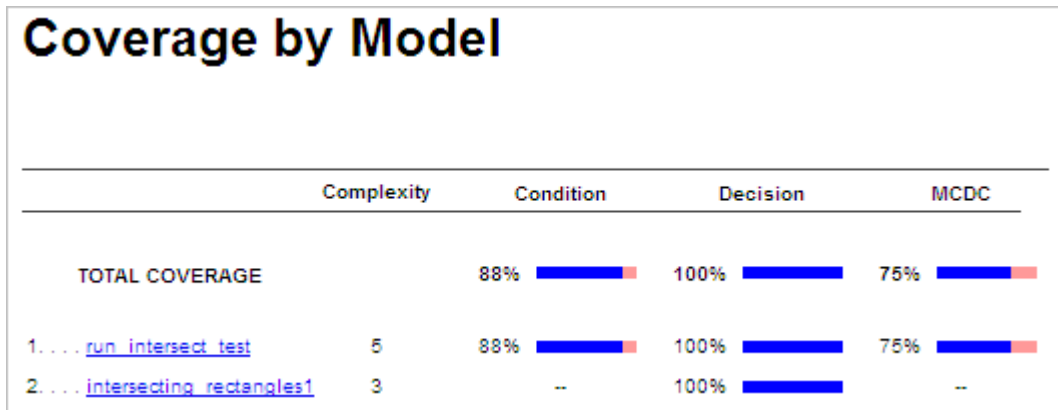 Coverage by Model
Complexity Condition Decision MCDC
TOTAL COVERAGE 88% 100% 75%
1. . . . run_intersect_test 5 88% 100% 75%
2. . . . intersecting_rectangles1 3 -- 100% --